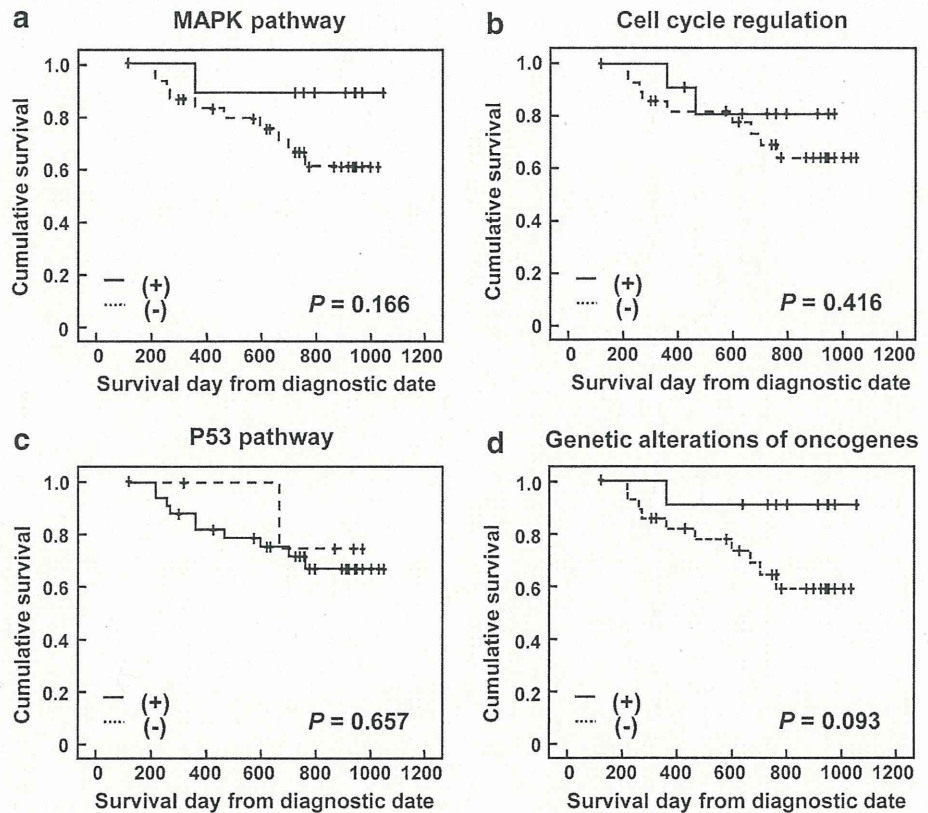 a MAPK pathway
1.0
0.8
0.6
0.4
0.2
0
Cumulative survival
(+)
(-)
P = 0.166
0 200 400 600 800 1000 1200
Survival day from diagnostic date
b Cell cycle regulation
1.0
0.8
0.6
0.4
0.2
0
Cumulative survival
(+)
(-)
P = 0.416
0 200 400 600 800 1000 1200
Survival day from diagnostic date
c P53 pathway
1.0
0.8
0.6
0.4
0.2
0
Cumulative survival
(+)
(-)
P = 0.657
0 200 400 600 800 1000 1200
Survival day from diagnostic date
d Genetic alterations of oncogenes
1.0
0.8
0.6
0.4
0.2
0
Cumulative survival
(+)
(-)
P = 0.093
0 200 400 600 800 1000 1200
Survival day from diagnostic date